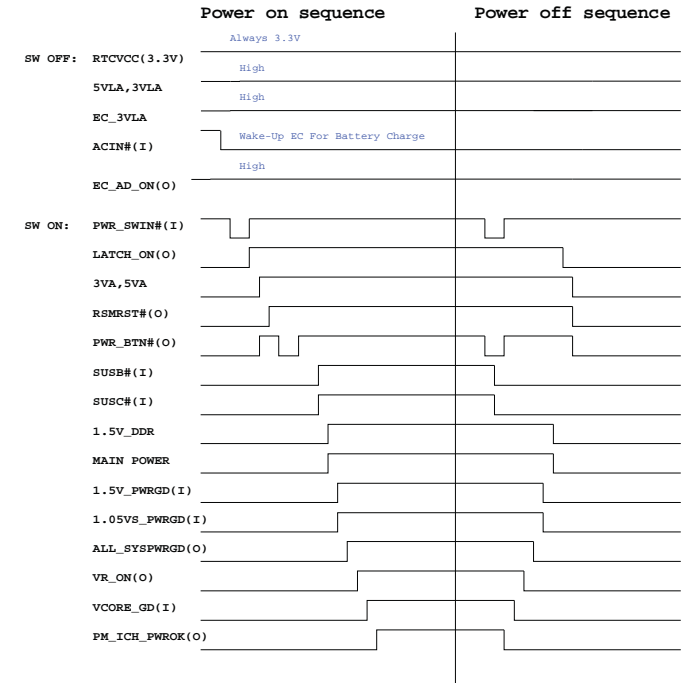 Power on sequence Power off sequence
Always 3.3V
SW OFF: RTCVCC(3.3V)
High
5VLA,3VLA
High
EC_3VLA
Wake-Up EC For Battery Charge
ACIN#(I)
High
EC_AD_ON(O)
SW ON: PWR_SWIN#(I)
LATCH_ON(O)
3VA,5VA
RSMRST#(O)
PWR_BTN#(O)
SUSB#(I)
SUSC#(I)
1.5V_DDR
MAIN POWER
1.5V_PWRGD(I)
1.05VS_PWRGD(I)
ALL_SYSPWRGD(O)
VR_ON(O)
VCORE_GD(I)
PM_ICH_PWROK(O)